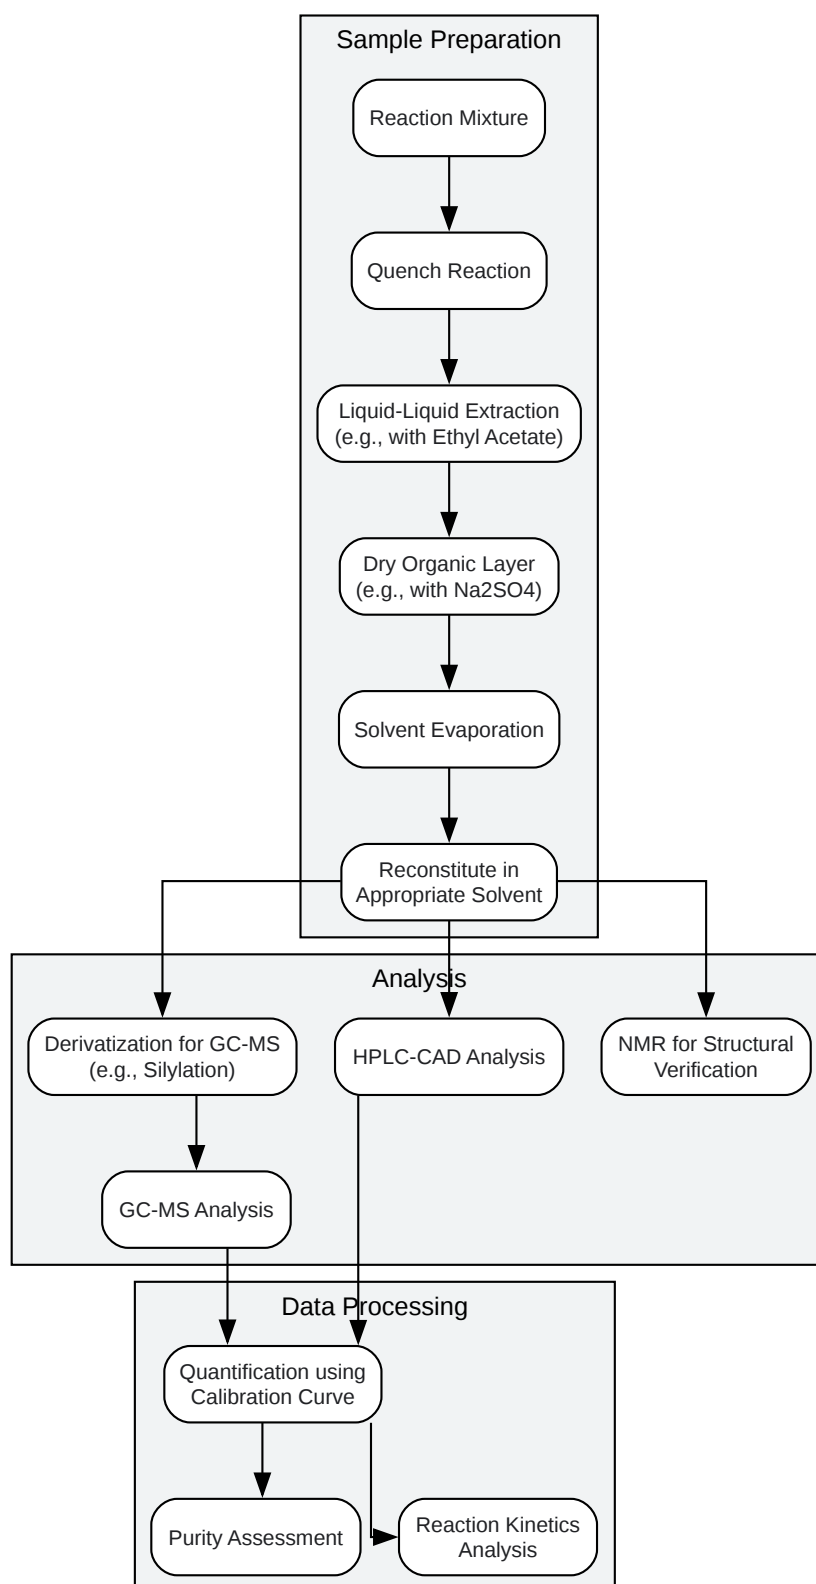 Sample Preparation
Reaction Mixture
Quench Reaction
Liquid-Liquid Extraction
(e.g., with Ethyl Acetate)
Dry Organic Layer
(e.g., with Na2SO4)
Solvent Evaporation
Reconstitute in
Appropriate Solvent
Analysis
Derivatization for GC-MS
(e.g., Silylation)
HPLC-CAD Analysis
NMR for Structural
Verification
GC-MS Analysis
Data Processing
Quantification using
Calibration Curve
Purity Assessment
Reaction Kinetics
Analysis